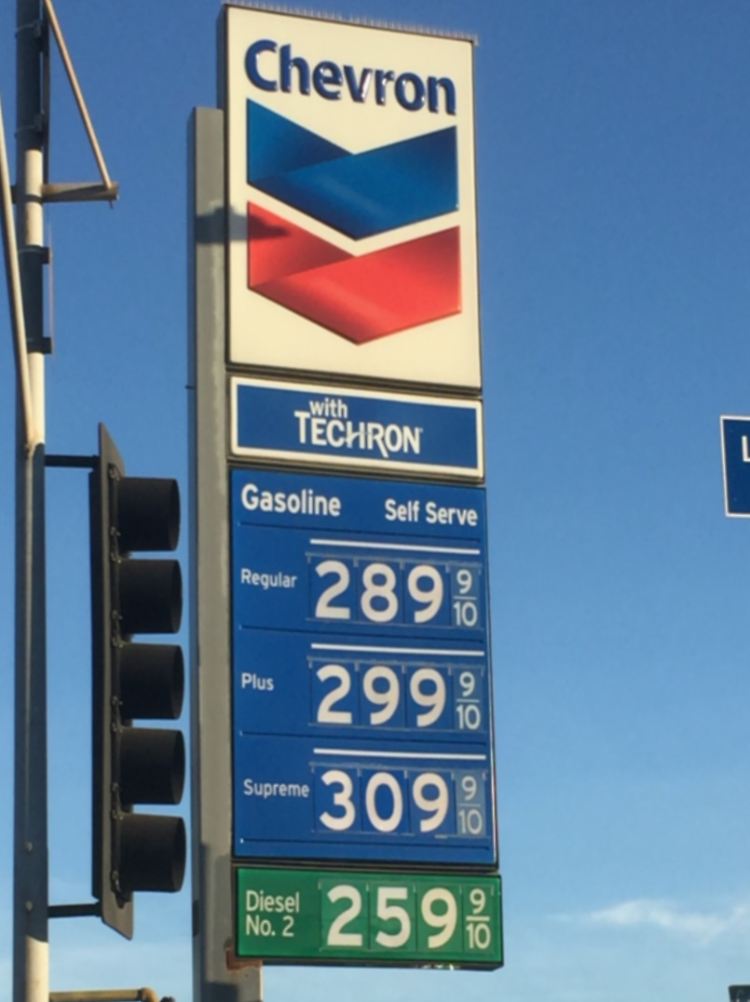 Chevron
with
TECHRON
Gasoline Self Serve
Regular 289 9/10
Plus 299 9/10
Supreme 309 9/10
Diesel
No. 2 259 9/10
L